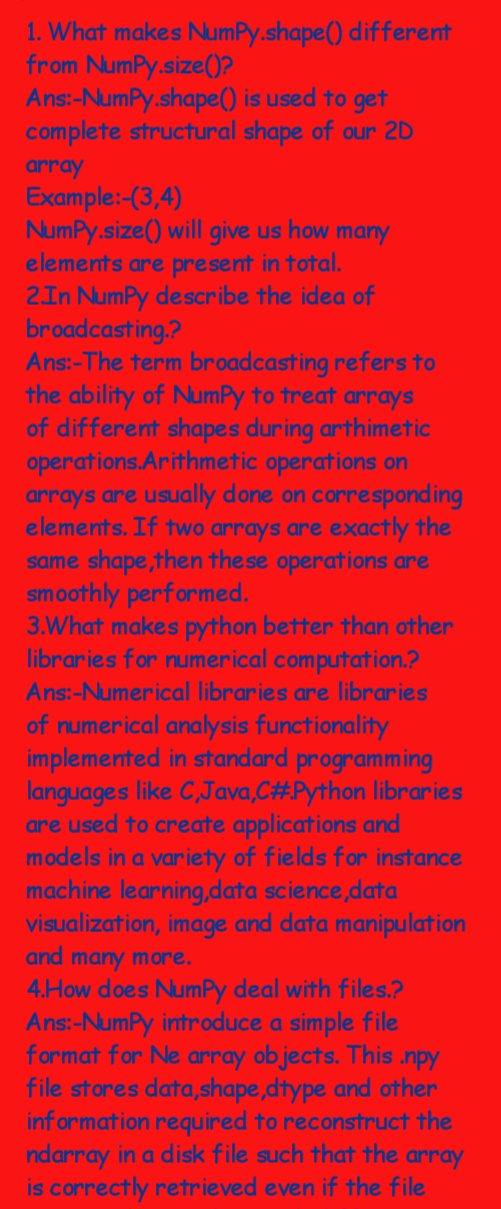 1. What makes NumPy.shape() different
from NumPy.size()?
Ans:-NumPy.shape() is used to get
complete structural shape of our 2D
array
Example:-(3,4)
NumPy.size() will give us how many
elements are present in total.
2.In NumPy describe the idea of
broadcasting.?
Ans:-The term broadcasting refers to
the ability of NumPy to treat arrays
of different shapes during arthimetic
operations.Arithmetic operations on
arrays are usually done on corresponding
elements. If two arrays are exactly the
same shape,then these operations are
smoothly performed.
3.What makes python better than other
libraries for numerical computation.?
Ans:-Numerical libraries are libraries
of numerical analysis functionality
implemented in standard programming
languages like C,Java,C#.Python libraries
are used to create applications and
models in a variety of fields for instance
machine learning,data science,data
visualization, image and data manipulation
and many more.
4.How does NumPy deal with files.?
Ans:-NumPy introduce a simple file
format for Ne array objects. This .npy
file stores data,shape,dtype and other
information required to reconstruct the
ndarray in a disk file such that the array
is correctly retrieved even if the file